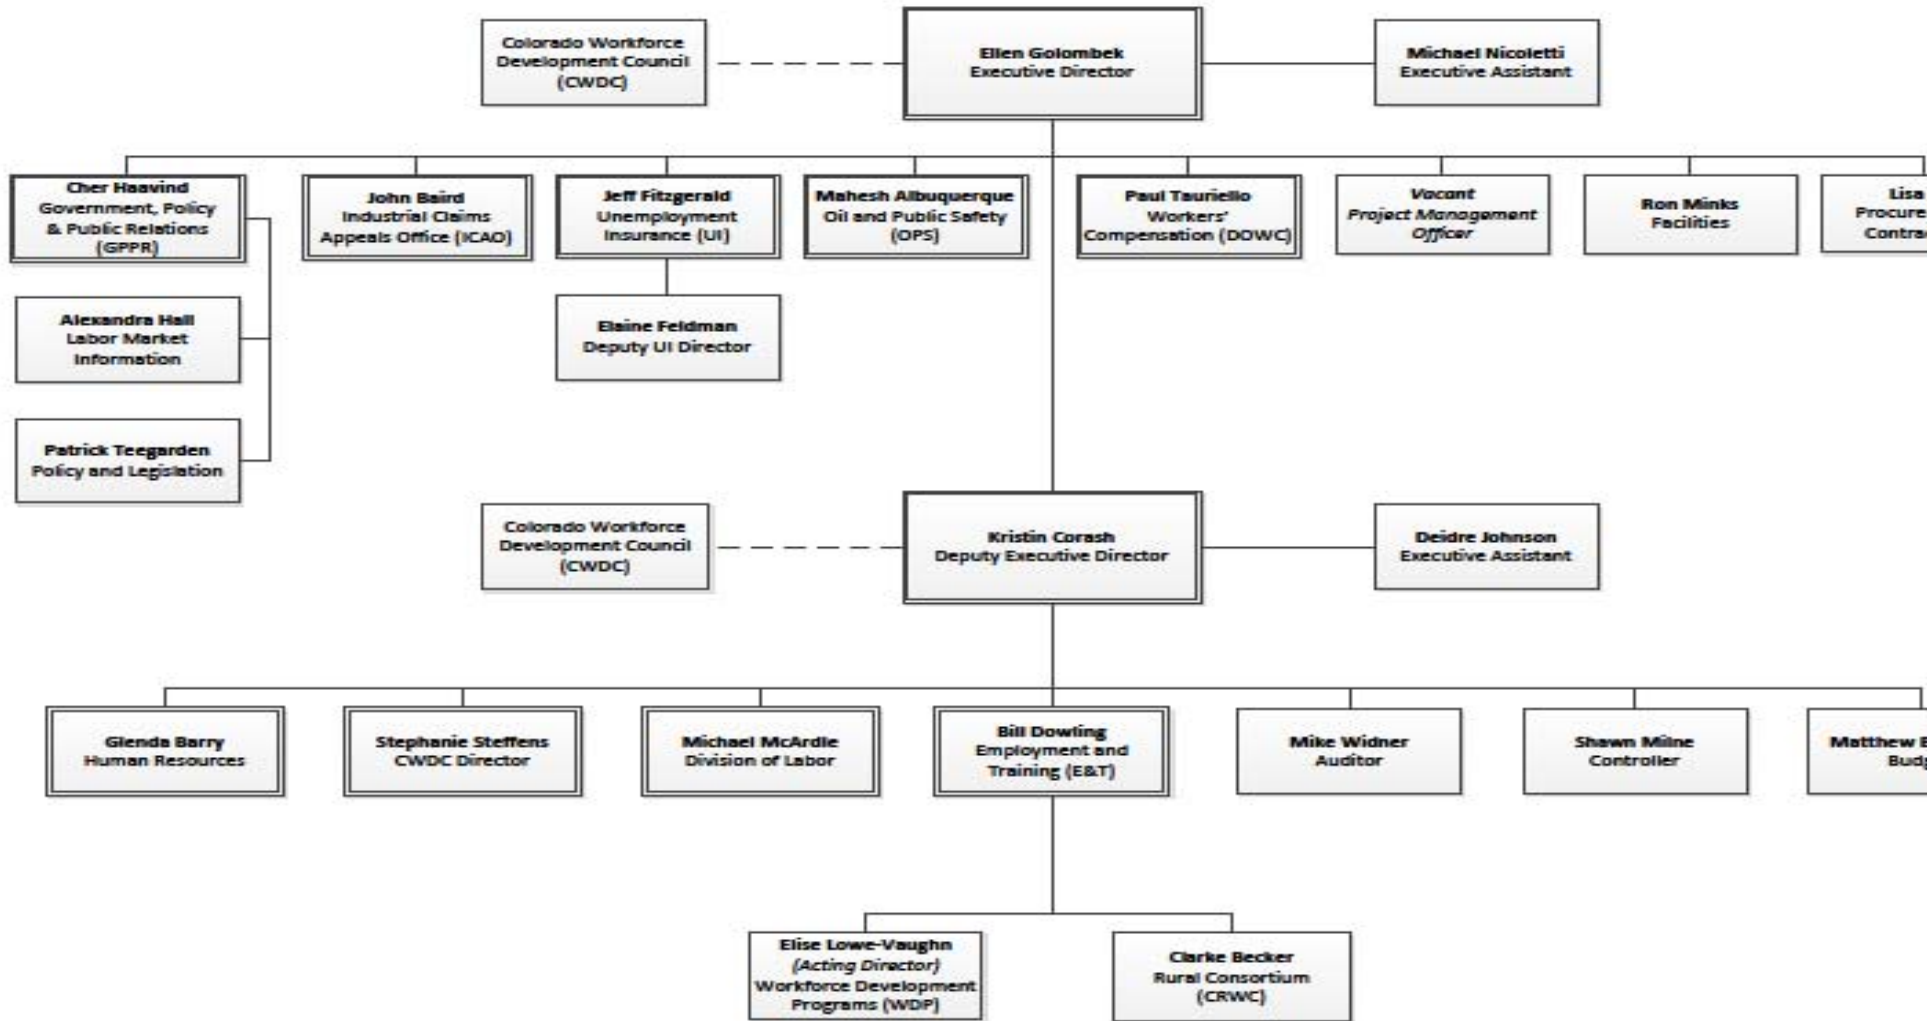 Colorado Workforce
Development Council
(CWDC)
Ellen Golombek
Executive Director
Michael Nicoletti
Executive Assistant
Cher Haavind
Government, Policy
& Public Relations
(GPPR)
John Baird
Industrial Claims
Appeals Office (ICAO)
Jeff Fitzgerald
Unemployment
Insurance (UI)
Mahesh Albuquerque
Oil and Public Safety
(OPS)
Paul Tauriello
Workers'
Compensation (DOWC)
Vacant
Project Management
Officer
Ron Minks
Facilities
Lisa
Alexandra Hall
Labor Market
Information
Elaine Feldman
Deputy UI Director
Patrick Teegarden
Policy and Legislation
Colorado Workforce
Development Council
(CWDC)
Kristin Corash
Deputy Executive Director
Deidre Johnson
Executive Assistant
Glenda Barry
Human Resources
Stephanie Steffens
CWDC Director
Michael McArdle
Division of Labor
Bill Dowling
Employment and
Training (E&T)
Mike Widner
Auditor
Shawn Milne
Controller
Matthew
Elise Lowe-Vaughn
(Acting Director)
Workforce Development
Programs (WDP)
Clarke Becker
Rural Consortium
(CRWC)